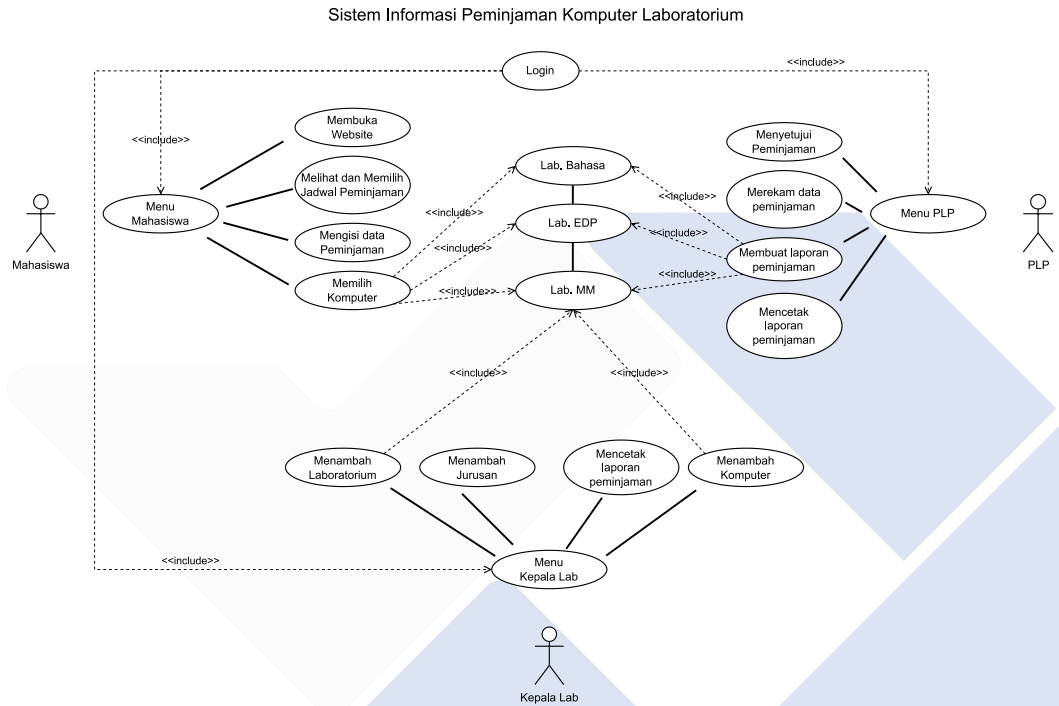 Sistem Informasi Peminjaman Komputer Laboratorium
Login
<<include>>
<<include>>
Membuka
Website
Melihat dan Memilih
Jadwal Peminjaman
Menu
Mahasiswa
Mengisi data
Peminjaman
Memilih
Komputer
Mahasiswa
Lab. Bahasa
Lab. EDP
Lab. MM
<<include>>
<<include>>
<<include>>
<<include>>
<<include>>
<<include>>
Menyetujui
Peminjaman
Merekam data
peminjaman
Menu PLP
Membuat laporan
peminjaman
Mencetak
laporan
peminjaman
PLP
<<include>>
<<include>>
Menambah
Laboratorium
Menambah
Jurusan
Mencetak
laporan
peminjaman
Menambah
Komputer
<<include>>
Menu
Kepala Lab
Kepala Lab